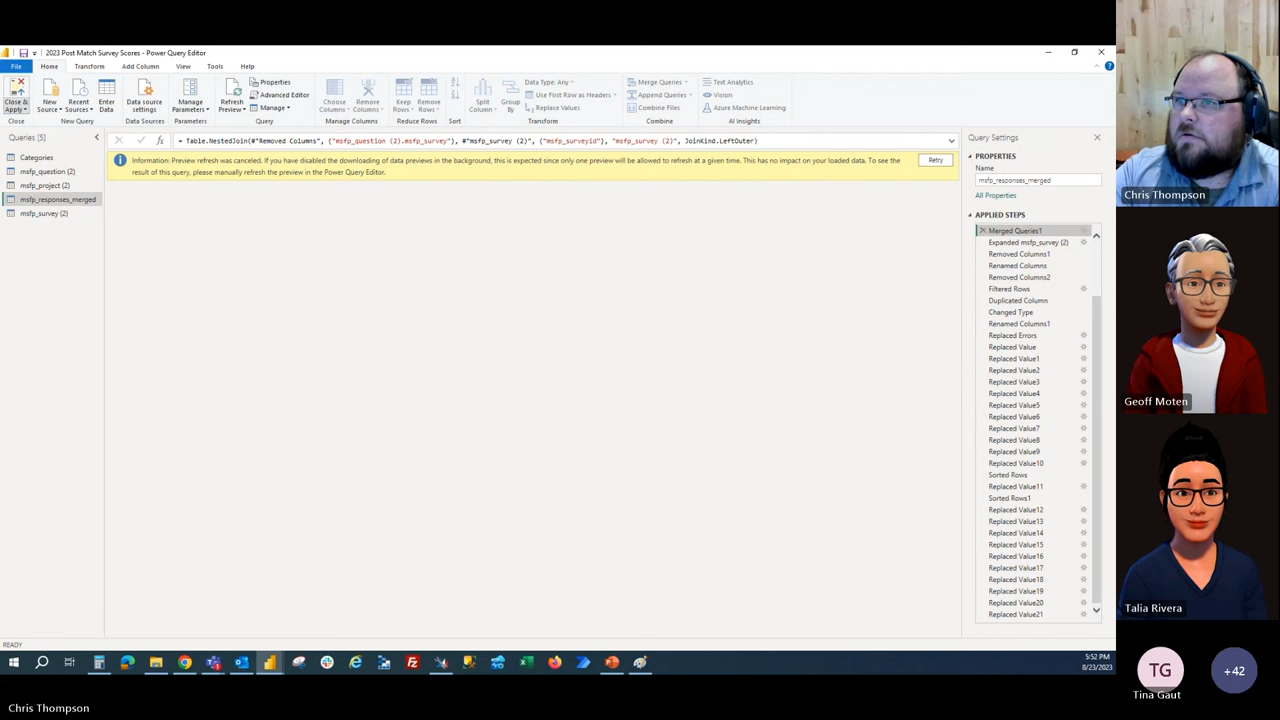 2023 Post Match Survey Scores - Power Query Editor
File
Home
Transform
Add Column
View
Tools
Help
Close & Apply
New Source
Recent Sources
Enter Data
Data source settings
Manage Parameters
Refresh Preview
Properties
Advanced Editor
Manage
Choose Columns
Remove Columns
Keep Rows
Remove Rows
Split Column
Group By
Data Type: Any
Use First Row as Headers
Replace Values
Merge Queries
Append Queries
Combine Files
Text Analytics
Vision
Azure Machine Learning
Close
New Query
Data Sources
Parameters
Query
Manage Columns
Reduce Rows
Sort
Transform
Combine
AI Insights
Queries [5]
Categories
msfp_question (2)
msfp_project (2)
msfp_responses_merged
msfp_survey (2)
= Table.NestedJoin(#"Removed Columns", {"msfp_question (2).msfp_survey"}, #"msfp_survey (2)", {"msfp_surveyid"}, "msfp_survey (2)", JoinKind.LeftOuter)
Information: Preview refresh was canceled. If you have disabled the downloading of data previews in the background, this is expected since only one preview will be allowed to refresh at a given time. This has no impact on your loaded data. To see the
result of this query, please manually refresh the preview in the Power Query Editor.
Retry
Query Settings
PROPERTIES
Name
msfp_responses_merged
All Properties
APPLIED STEPS
Merged Queries1
Expanded msfp_survey (2)
Removed Columns1
Renamed Columns
Removed Columns2
Filtered Rows
Duplicated Column
Changed Type
Renamed Columns1
Replaced Errors
Replaced Value
Replaced Value1
Replaced Value2
Replaced Value3
Replaced Value4
Replaced Value5
Replaced Value6
Replaced Value7
Replaced Value8
Replaced Value9
Replaced Value10
Sorted Rows
Replaced Value11
Sorted Rows1
Replaced Value12
Replaced Value13
Replaced Value14
Replaced Value15
Replaced Value16
Replaced Value17
Replaced Value18
Replaced Value19
Replaced Value20
Replaced Value21
READY
5:52 PM
8/23/2023
Chris Thompson
Geoff Moten
Talia Rivera
TG
Tina Gaut
+42
Chris Thompson